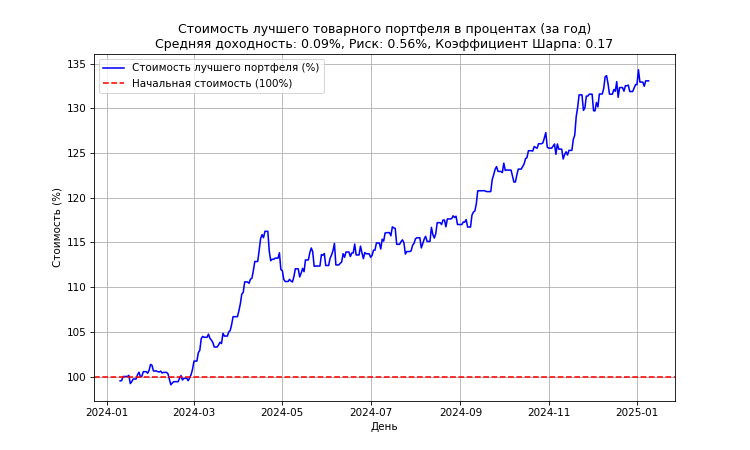 Стоимость лучшего товарного портфеля в процентах (за год)
Средняя доходность: 0.09%, Риск: 0.56%, Коэффициент Шарпа: 0.17
Стоимость лучшего портфеля (%)
Начальная стоимость (100%)
Стоимость (%)
135
130
125
120
115
110
105
100
2024-01
2024-03
2024-05
2024-07
2024-09
2024-11
2025-01
День